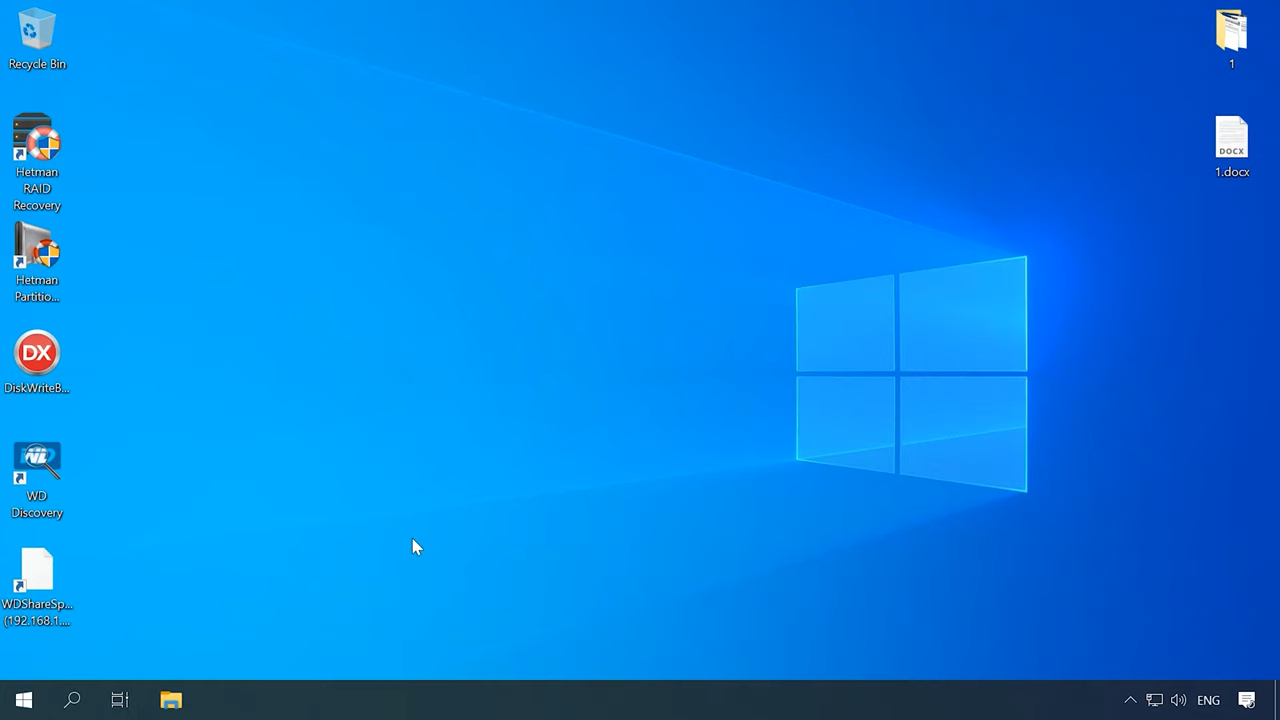 Recycle Bin
Hetman
RAID
Recovery
Hetman
Partitio...
DX
DiskWriteB...
WD
WD
Discovery
WDShareSp...
(192.168.1....
1
DOCX
1.docx
ENG